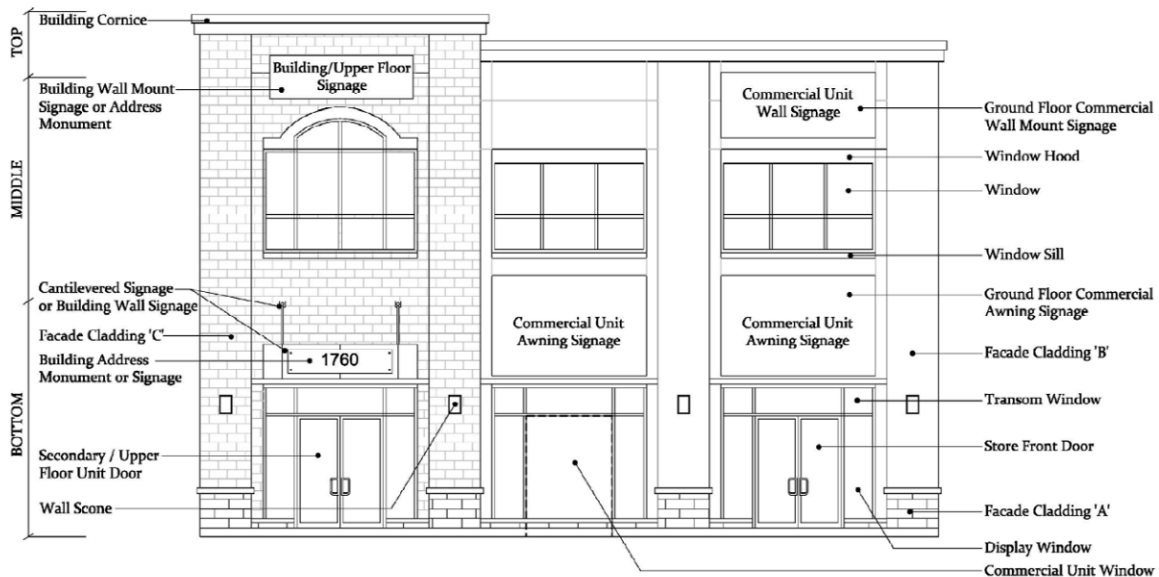 TOP
MIDDLE
BOTTOM
Building Cornice
Building Wall Mount
Signage or Address
Monument
Cantilevered Signage
or Building Wall Signage
Facade Cladding 'C'
Building Address
Monument or Signage
Secondary / Upper
Floor Unit Door
Wall Scone
Building/Upper Floor
Signage
1760
Commercial Unit
Awning Signage
Commercial Unit
Wall Signage
Commercial Unit
Awning Signage
Ground Floor Commercial
Wall Mount Signage
Window Hood
Window
Window Sill
Ground Floor Commercial
Awning Signage
Facade Cladding 'B'
Transom Window
Store Front Door
Facade Cladding 'A'
Display Window
Commercial Unit Window